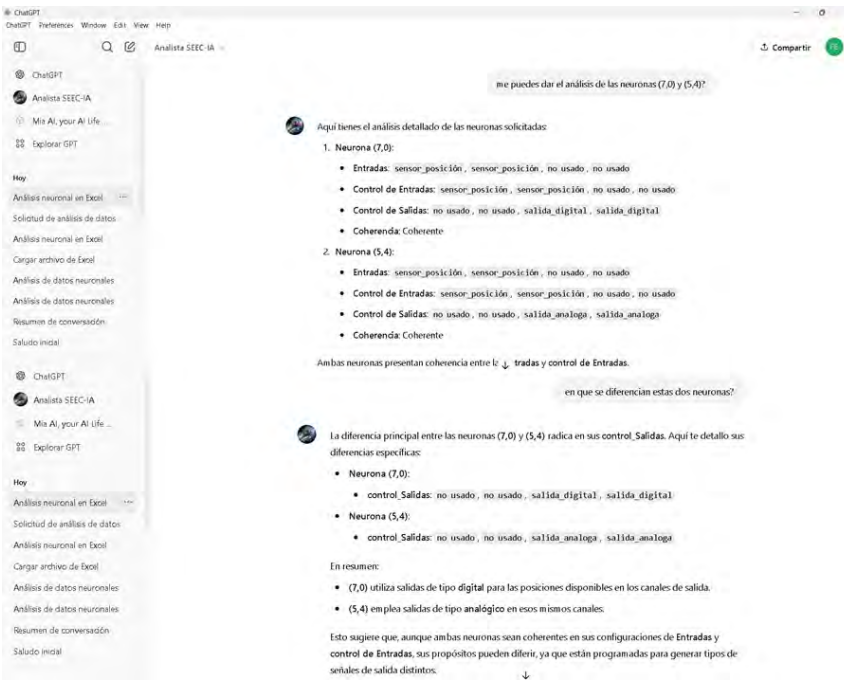 ChatGPT
ChatGPT Preferences Window Edit View Help
Analista SEEC-IA
Compartir
ChatGPT
Analista SEEC-IA
Mia AI, your AI Life ...
Explorar GPT
Hoy
Análisis neuronal en Excel ...
Solicitud de análisis de datos
Análisis neuronal en Excel
Cargar archivo de Excel
Análisis de datos neuronales
Análisis de datos neuronales
Resumen de conversación
Saludo inicial
ChatGPT
Analista SEEC-IA
Mia AI, your AI Life ...
Explorar GPT
Hoy
Análisis neuronal en Excel ...
Solicitud de análisis de datos
Análisis neuronal en Excel
Cargar archivo de Excel
Análisis de datos neuronales
Análisis de datos neuronales
Resumen de conversación
Saludo inicial
me puedes dar el análisis de las neuronas (7,0) y (5,4)?
Aquí tienes el análisis detallado de las neuronas solicitadas:
1. Neurona (7,0):
• Entradas: sensor_posición, sensor_posición, no usado, no usado
• Control de Entradas: sensor_posición, sensor_posición, no usado, no usado
• Control de Salidas: no usado, no usado, salida_digital, salida_digital
• Coherencia: Coherente
2. Neurona (5,4):
• Entradas: sensor_posición, sensor_posición, no usado, no usado
• Control de Entradas: sensor_posición, sensor_posición, no usado, no usado
• Control de Salidas: no usado, no usado, salida_analoga, salida_analoga
• Coherencia: Coherente
Ambas neuronas presentan coherencia entre tradas y control de Entradas.
en que se diferencian estas dos neuronas?
La diferencia principal entre las neuronas (7,0) y (5,4) radica en sus control_Salidas. Aquí te detallo sus
diferencias específicas:
• Neurona (7,0):
• control_Salidas: no usado, no usado, salida_digital, salida_digital
• Neurona (5,4):
• control_Salidas: no usado, no usado, salida_analoga, salida_analoga
En resumen:
• (7,0) utiliza salidas de tipo digital para las posiciones disponibles en los canales de salida.
• (5,4) emplea salidas de tipo analógico en esos mismos canales.
Esto sugiere que, aunque ambas neuronas sean coherentes en sus configuraciones de Entradas y
control de Entradas, sus propósitos pueden diferir, ya que están programadas para generar tipos de
señales de salida distintos.